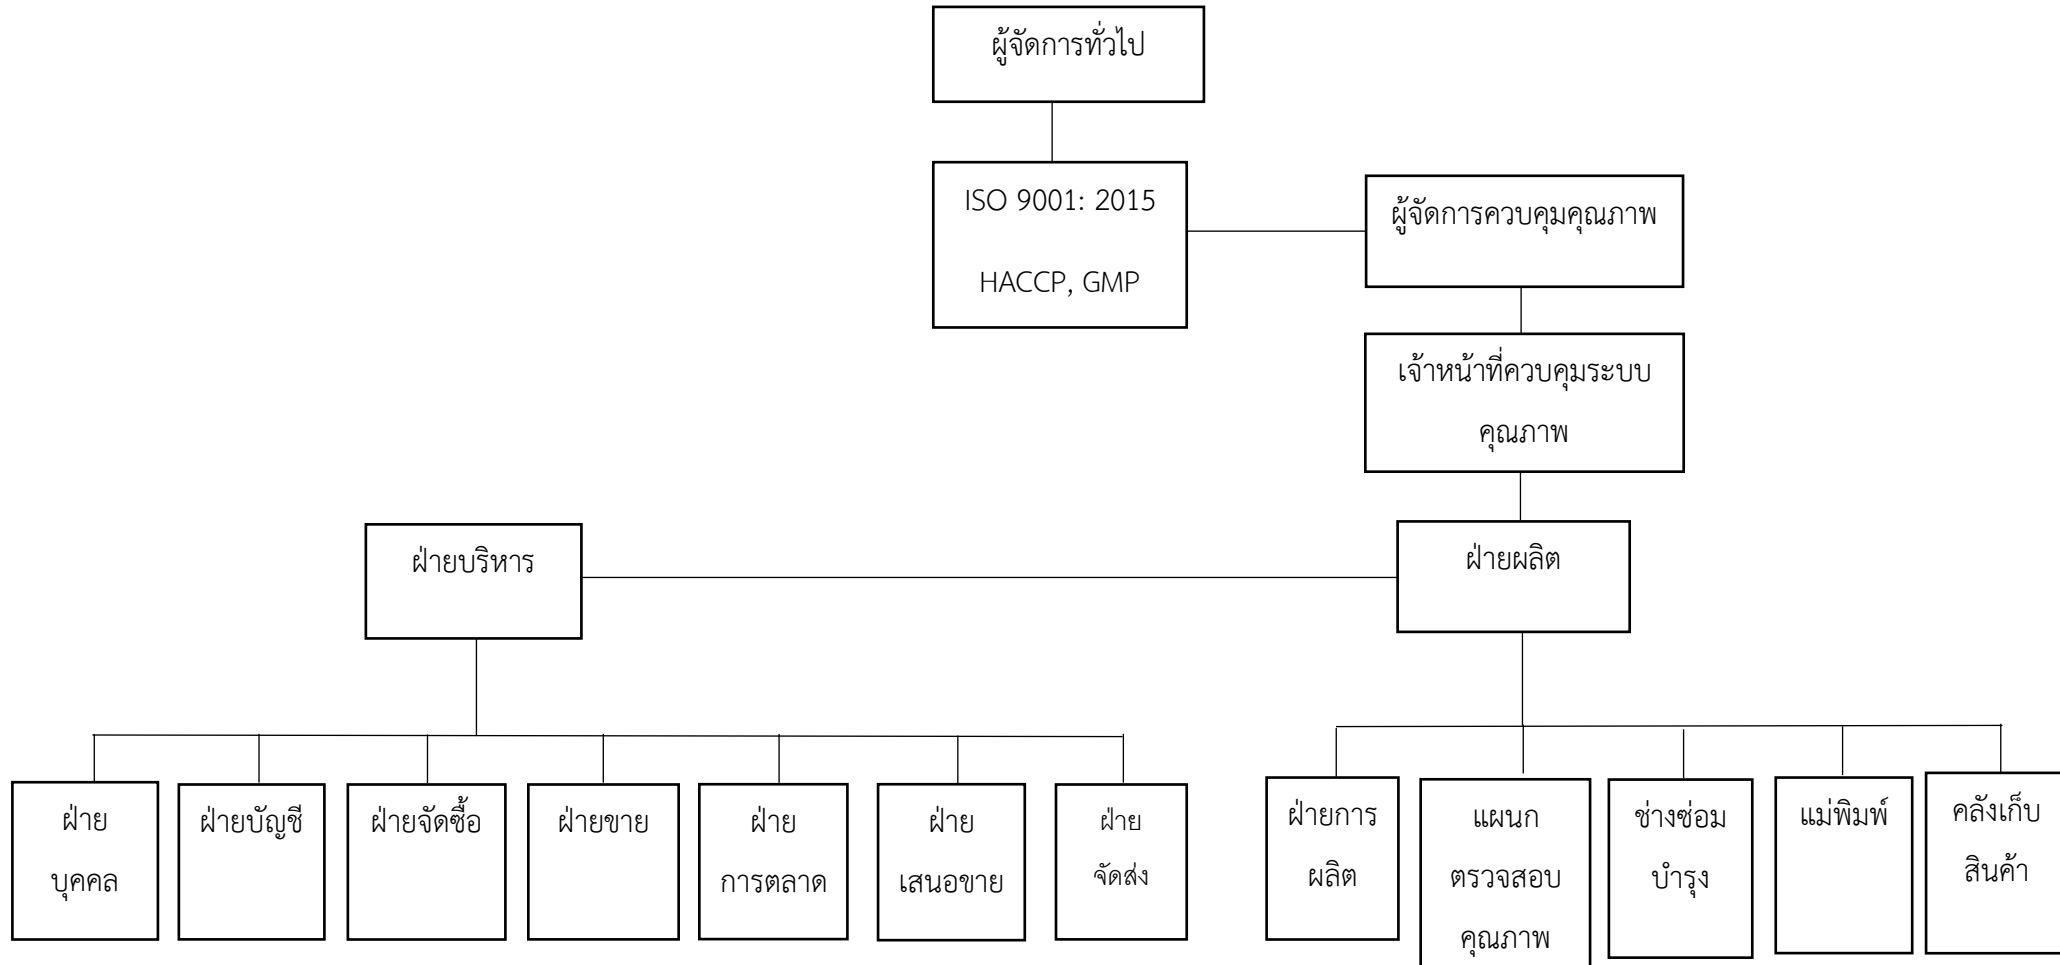 ผู้จัดการทั่วไป
ISO 9001: 2015
HACCP, GMP
ผู้จัดการควบคุมคุณภาพ
เจ้าหน้าที่ควบคุมระบบ
คุณภาพ
ฝ่ายบริหาร
ฝ่ายผลิต
ฝ่าย
บุคคล
ฝ่ายบัญชี
ฝ่ายจัดซื้อ
ฝ่ายขาย
ฝ่าย
การตลาด
ฝ่าย
เสนอขาย
ฝ่าย
จัดส่ง
ฝ่ายการ
ผลิต
แผนก
ตรวจสอบ
คุณภาพ
ช่างซ่อม
บำรุง
แม่พิมพ์
คลังเก็บ
สินค้า